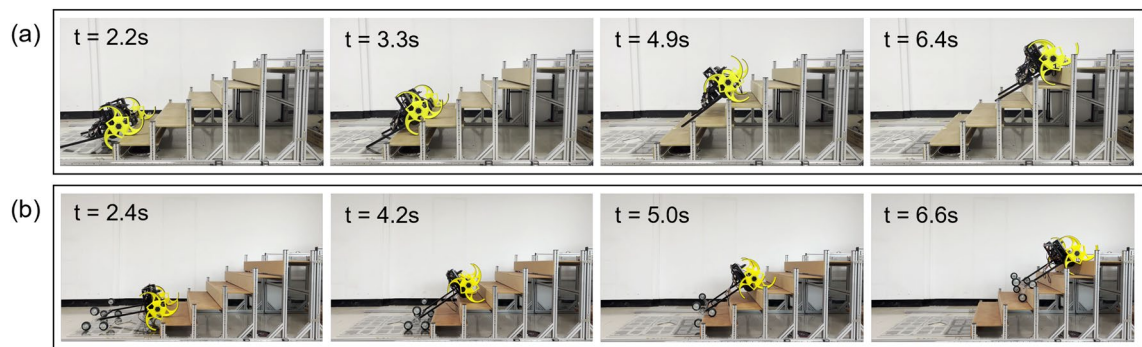 (a)
t = 2.2s
t = 3.3s
t = 4.9s
t = 6.4s
(b)
t = 2.4s
t = 4.2s
t = 5.0s
t = 6.6s